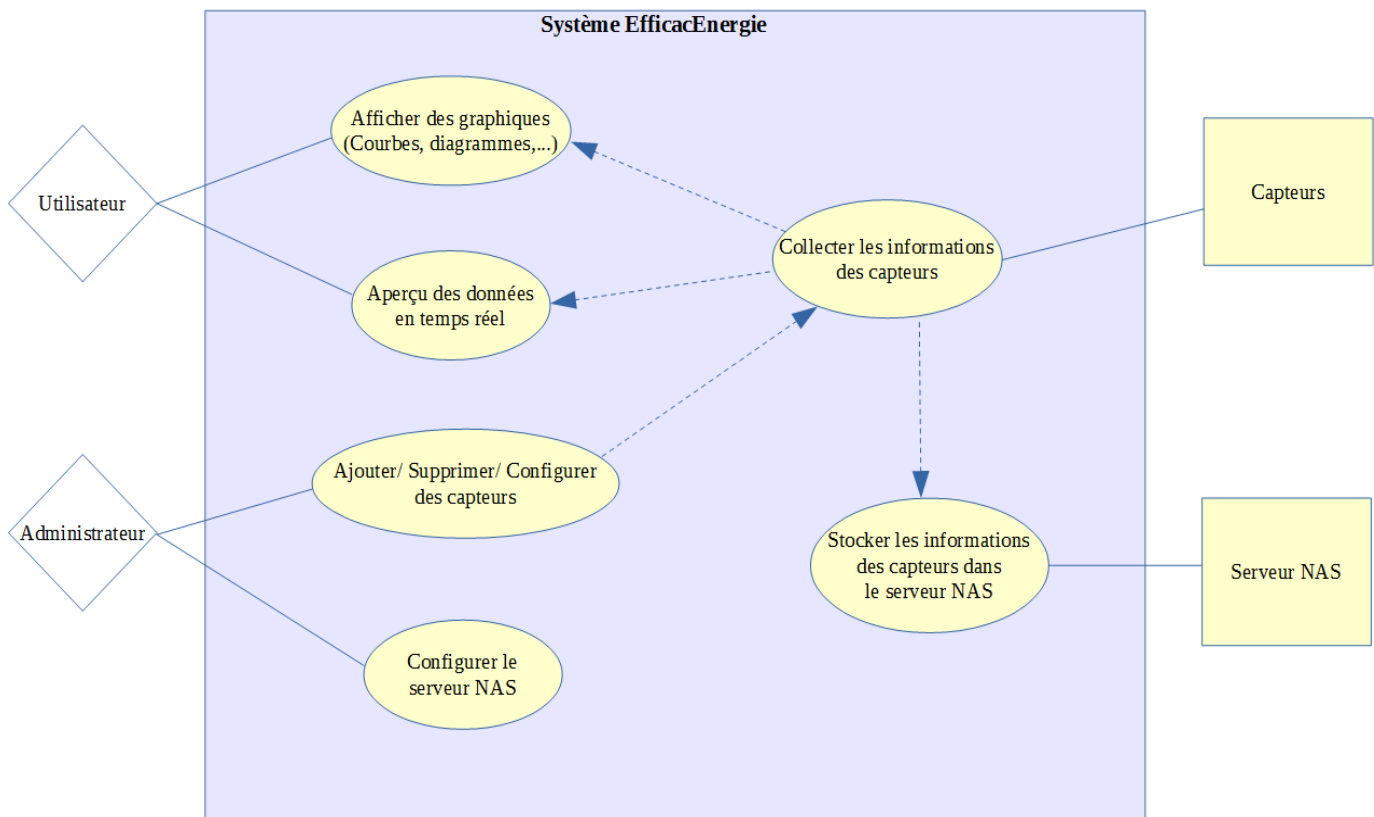 Système EfficacEnergie
Afficher des graphiques
(Courbes, diagrammes,...)
Utilisateur
Capteurs
Collecter les informations
des capteurs
Aperçu des données
en temps réel
Ajouter/ Supprimer/ Configurer
des capteurs
Administrateur
Stocker les informations
des capteurs dans
le serveur NAS
Serveur NAS
Configurer le
serveur NAS